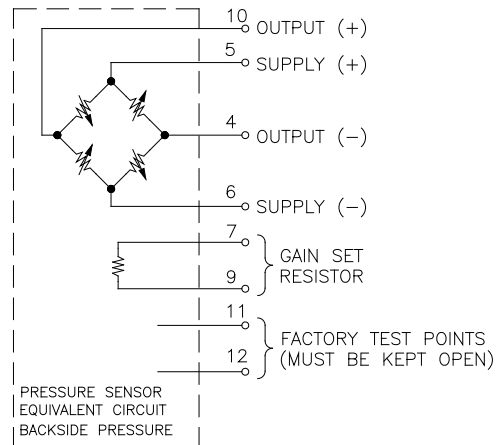 10 OUTPUT (+)
5 SUPPLY (+)
4 OUTPUT (−)
6 SUPPLY (−)
7
GAIN SET
RESISTOR
9
11
FACTORY TEST POINTS
(MUST BE KEPT OPEN)
12
PRESSURE SENSOR
EQUIVALENT CIRCUIT
BACKSIDE PRESSURE